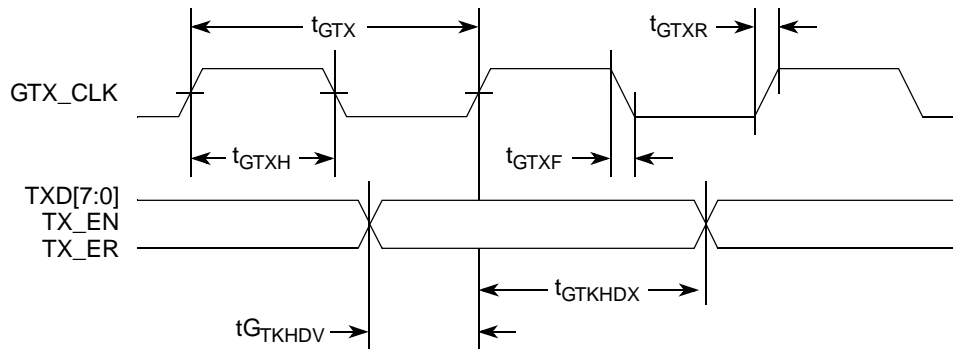 tGTX
tGTXR
GTX_CLK
tGTXH
tGTXF
TXD[7:0]
TX_EN
TX_ER
tGTKHDX
tGTKHDV